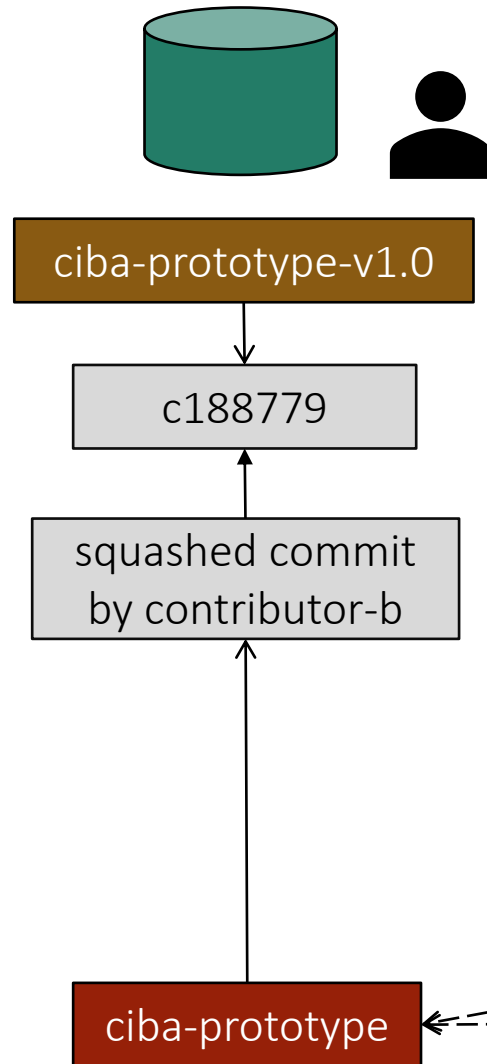 ciba-prototype-v1.0
c188779
squashed commit
by contributor-b
ciba-prototype